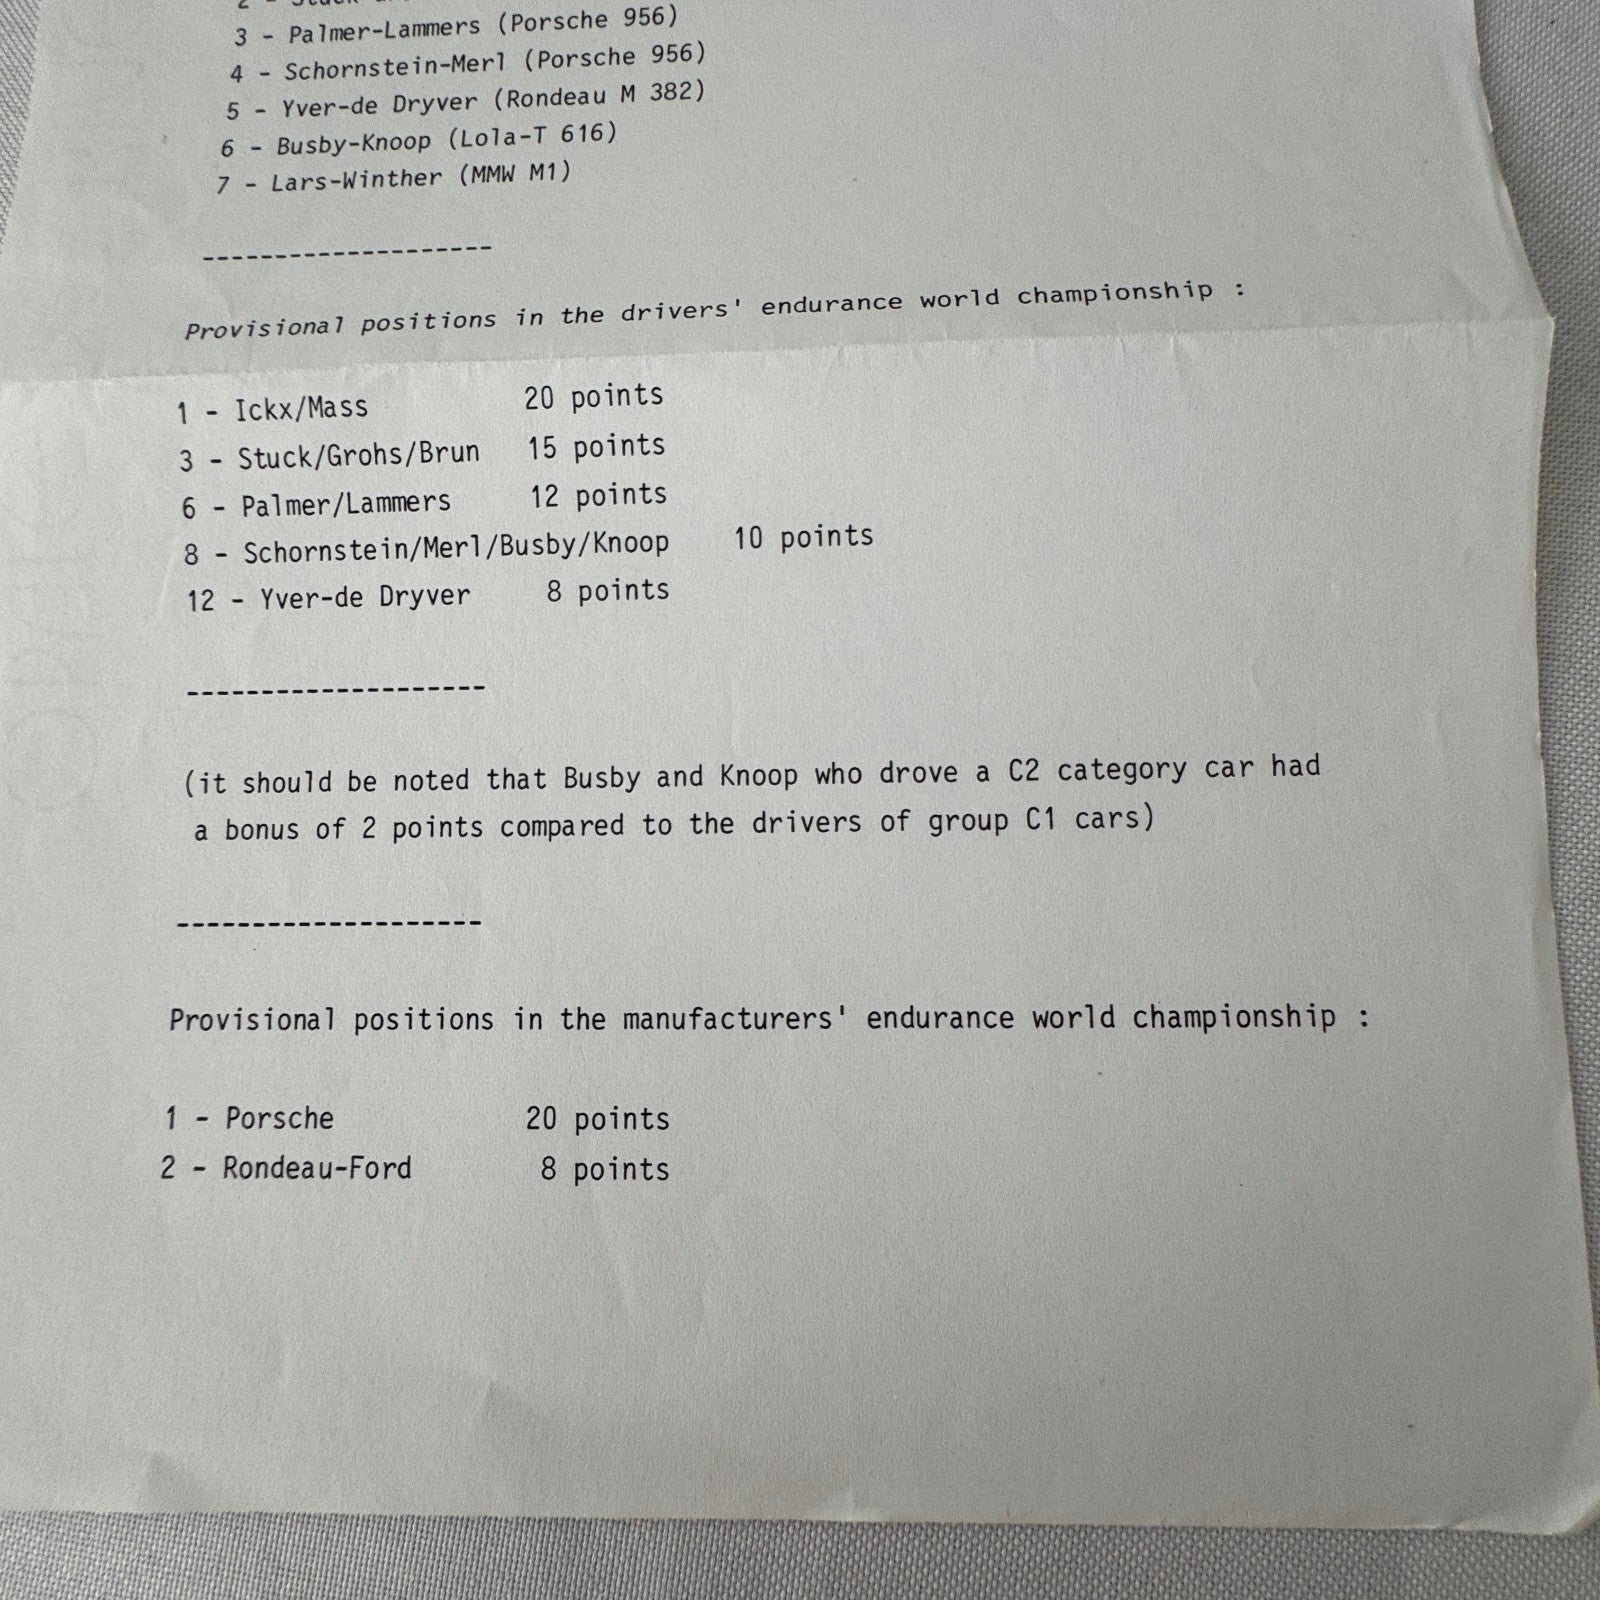 2 - Stuck
3 - Palmer-Lammers (Porsche 956)
4 - Schornstein-Merl (Porsche 956)
5 - Yver-de Dryver (Rondeau M 382)
6 - Busby-Knoop (Lola-T 616)
7 - Lars-Winther (MMW M1)
--------------------
Provisional positions in the drivers' endurance world championship :
1 - Ickx/Mass 20 points
3 - Stuck/Grohs/Brun 15 points
6 - Palmer/Lammers 12 points
8 - Schornstein/Merl/Busby/Knoop 10 points
12 - Yver-de Dryver 8 points
--------------------
(it should be noted that Busby and Knoop who drove a C2 category car had
a bonus of 2 points compared to the drivers of group C1 cars)
--------------------
Provisional positions in the manufacturers' endurance world championship :
1 - Porsche 20 points
2 - Rondeau-Ford 8 points